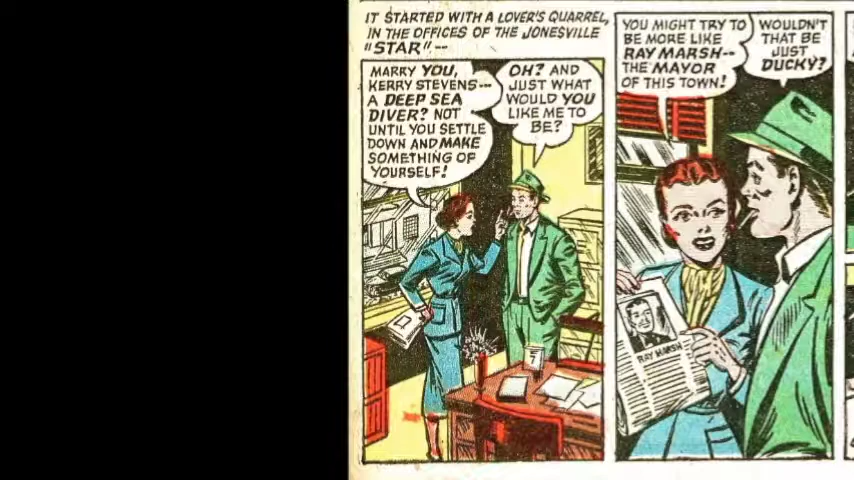 IT STARTED WITH A LOVER'S QUARREL,
IN THE OFFICES OF THE JONESVILLE
"STAR"--
MARRY YOU,
KERRY STEVENS--
A DEEP SEA
DIVER? NOT
UNTIL YOU SETTLE
DOWN AND MAKE
SOMETHING OF
YOURSELF!
OH? AND
JUST WHAT
WOULD YOU
LIKE ME TO
BE?
7
YOU MIGHT TRY TO
BE MORE LIKE
RAY MARSH--
THE MAYOR
OF THIS TOWN!
WOULDN'T
THAT BE
JUST
DUCKY?
RAY MARSH